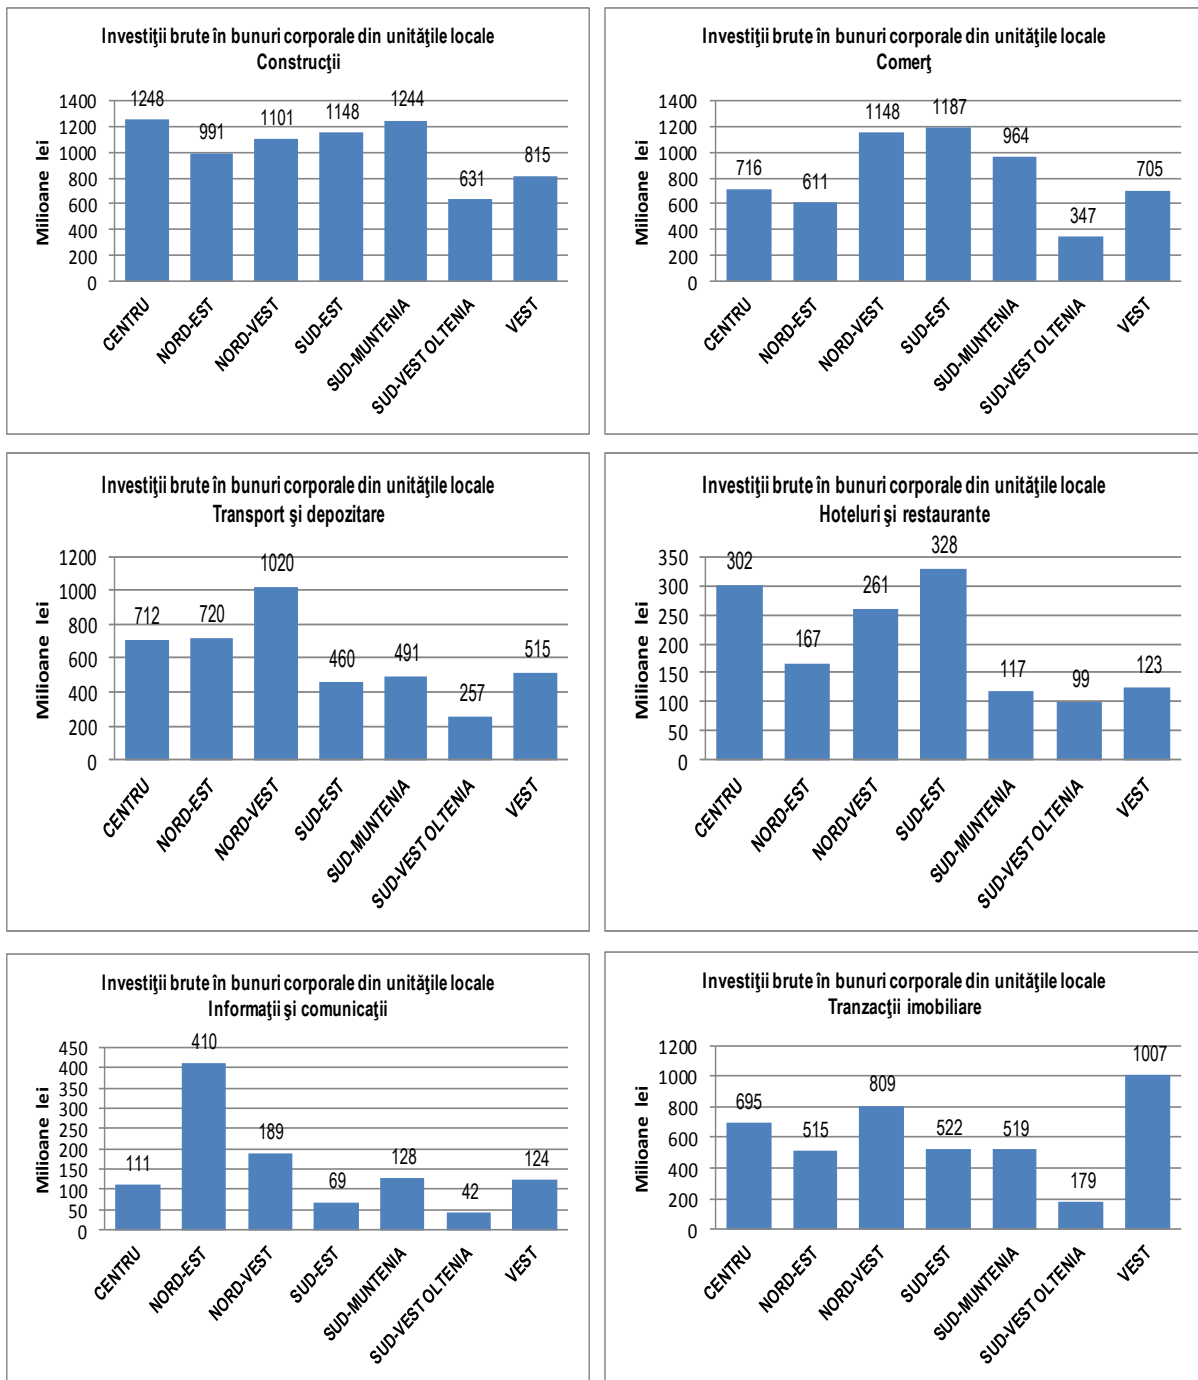 Investiţii brute în bunuri corporale din unităţile locale
Construcţii
Milioane lei
1400
1200
1000
800
600
400
200
0
1248
991
1101
1148
1244
631
815
CENTRU
NORD-EST
NORD-VEST
SUD-EST
SUD-MUNTENIA
SUD-VEST OLTENIA
VEST
Investiţii brute în bunuri corporale din unităţile locale
Comerţ
Milioane lei
1400
1200
1000
800
600
400
200
0
716
611
1148
1187
964
347
705
CENTRU
NORD-EST
NORD-VEST
SUD-EST
SUD-MUNTENIA
SUD-VEST OLTENIA
VEST
Investiţii brute în bunuri corporale din unităţile locale
Transport şi depozitare
Milioane lei
1200
1000
800
600
400
200
0
712
720
1020
460
491
257
515
CENTRU
NORD-EST
NORD-VEST
SUD-EST
SUD-MUNTENIA
SUD-VEST OLTENIA
VEST
Investiţii brute în bunuri corporale din unităţile locale
Hoteluri şi restaurante
Milioane lei
350
300
250
200
150
100
50
0
302
167
261
328
117
99
123
CENTRU
NORD-EST
NORD-VEST
SUD-EST
SUD-MUNTENIA
SUD-VEST OLTENIA
VEST
Investiţii brute în bunuri corporale din unităţile locale
Informaţii şi comunicaţii
Milioane lei
450
400
350
300
250
200
150
100
50
0
111
410
189
69
128
42
124
CENTRU
NORD-EST
NORD-VEST
SUD-EST
SUD-MUNTENIA
SUD-VEST OLTENIA
VEST
Investiţii brute în bunuri corporale din unităţile locale
Tranzacţii imobiliare
Milioane lei
1200
1000
800
600
400
200
0
695
515
809
522
519
179
1007
CENTRU
NORD-EST
NORD-VEST
SUD-EST
SUD-MUNTENIA
SUD-VEST OLTENIA
VEST